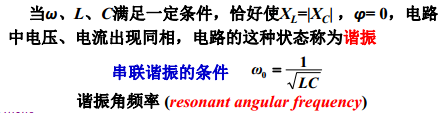 当ω、L、C满足一定条件，恰好使X_L=|X_C|，φ= 0，电路
中电压、电流出现同相，电路的这种状态称为谐振
串联谐振的条件 ω₀ = 1/√LC
谐振角频率 (resonant angular frequency)